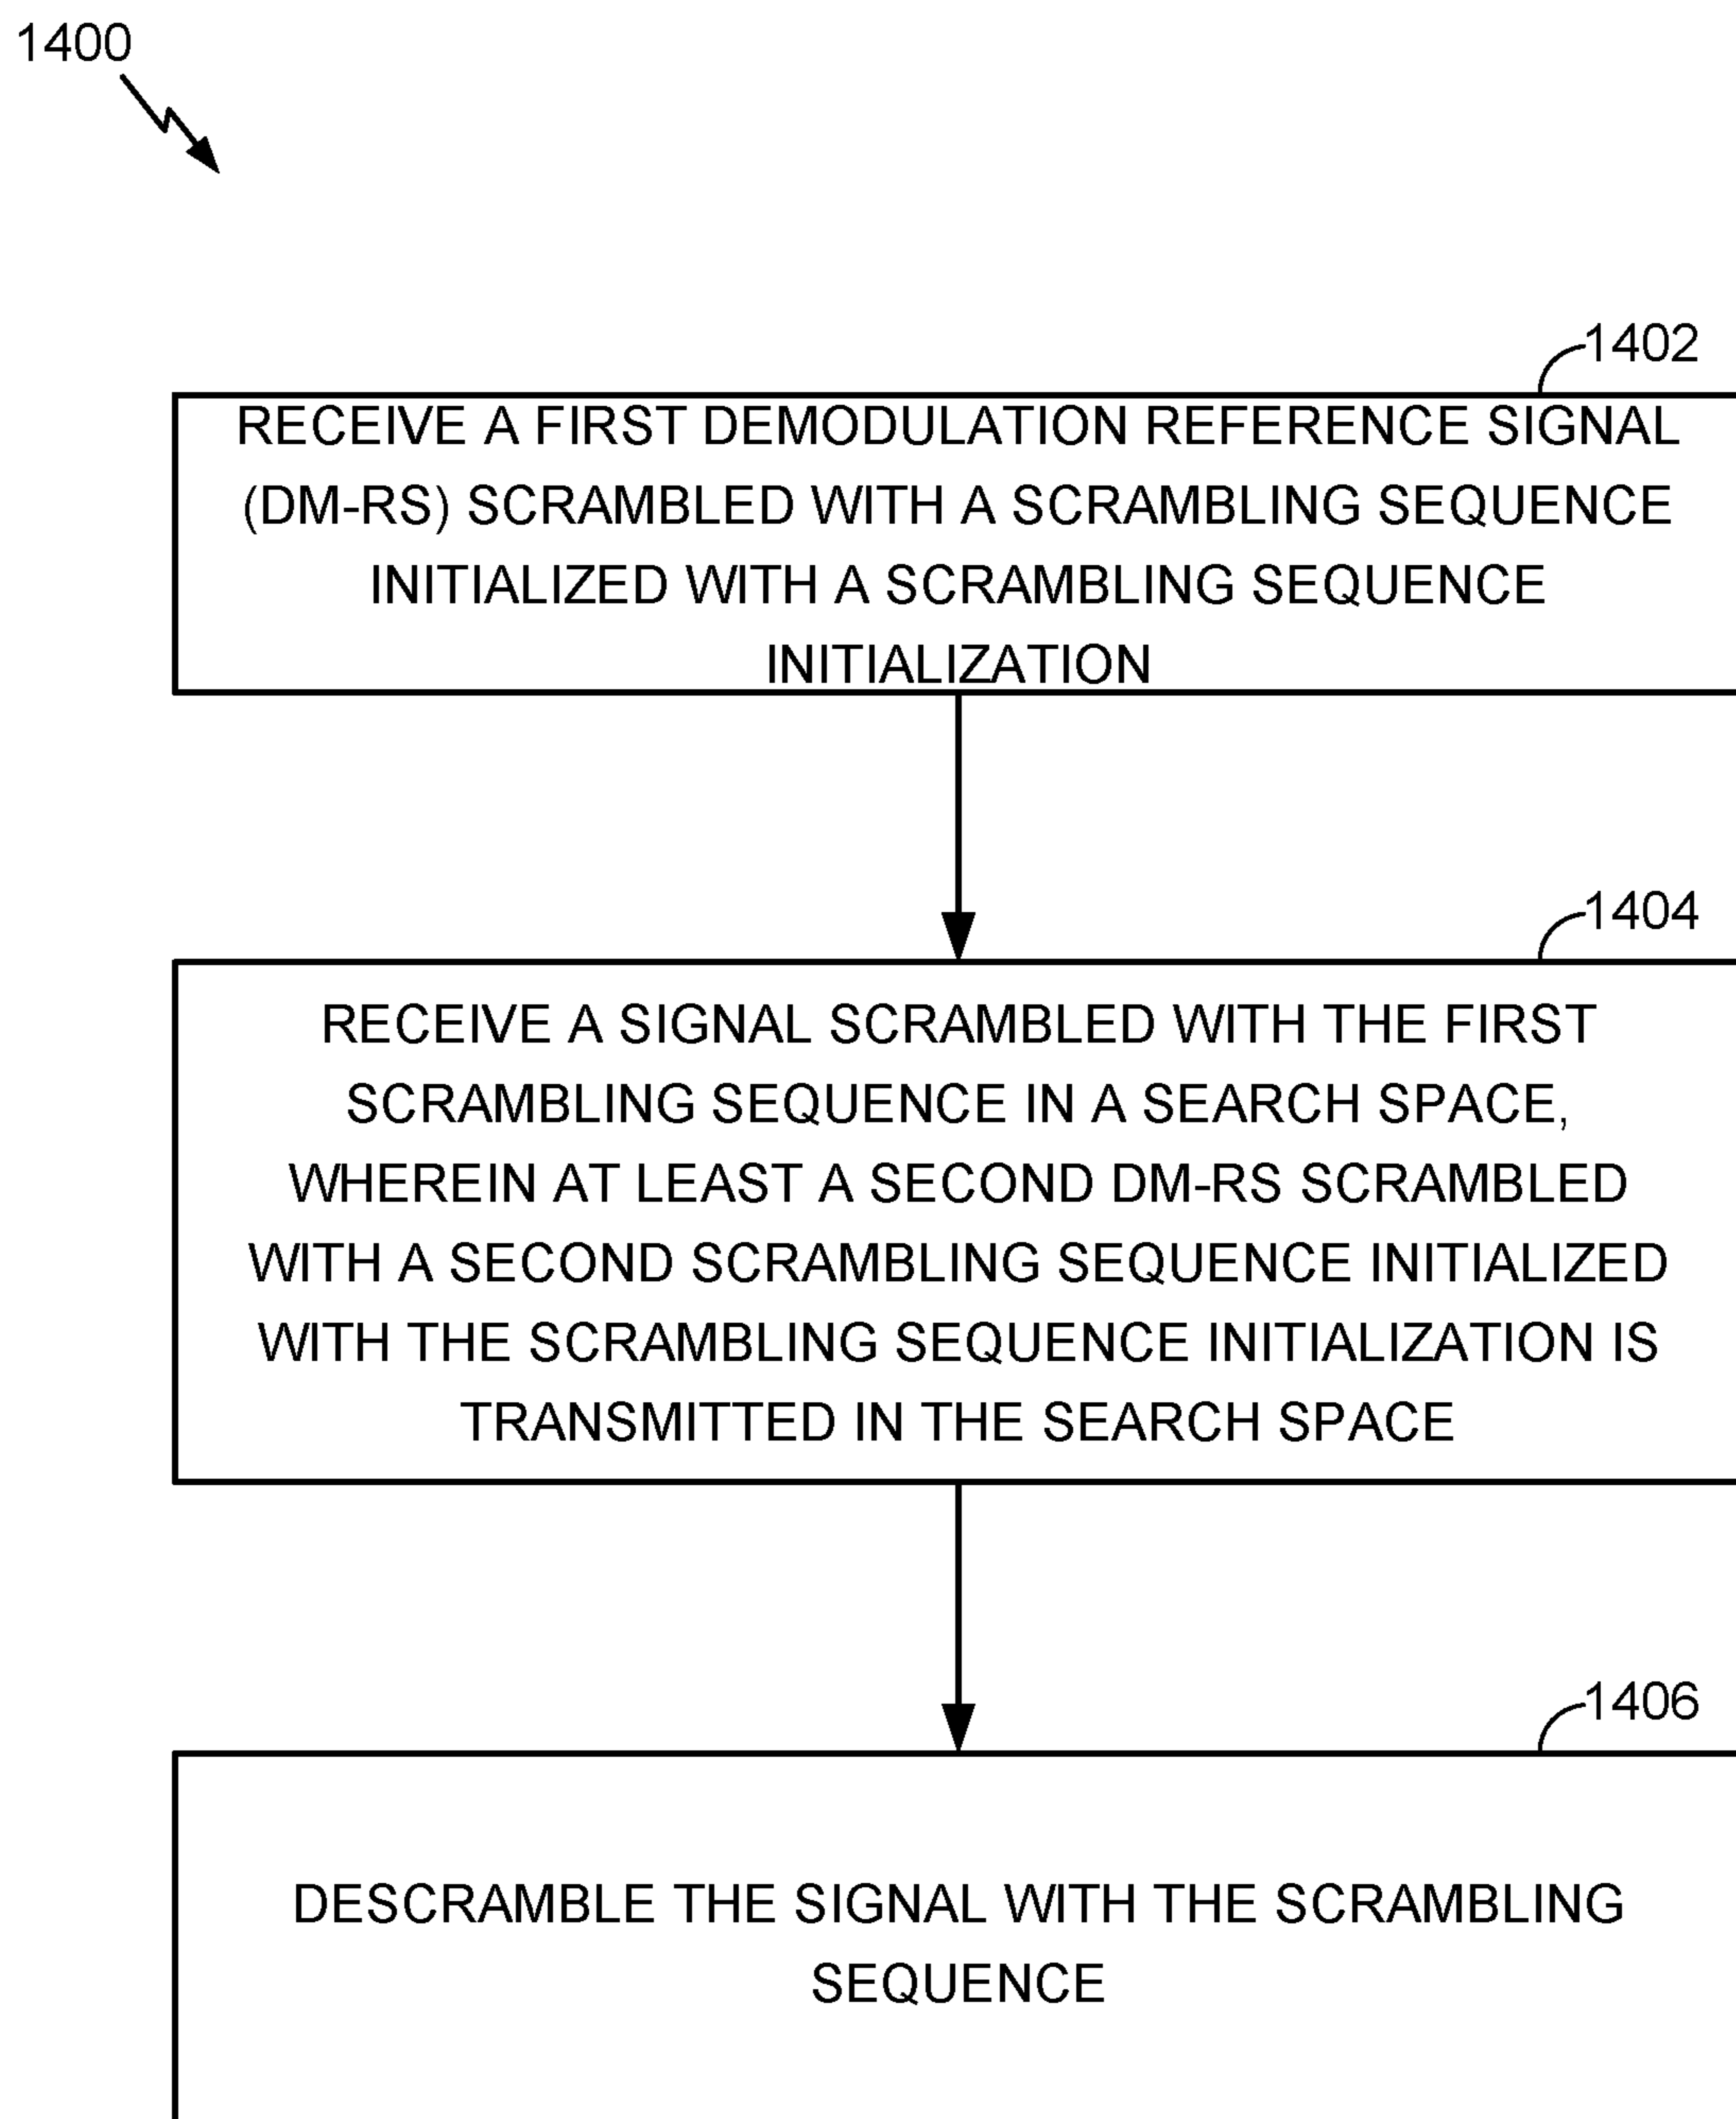 1400
1402
RECEIVE A FIRST DEMODULATION REFERENCE SIGNAL
(DM-RS) SCRAMBLED WITH A SCRAMBLING SEQUENCE
INITIALIZED WITH A SCRAMBLING SEQUENCE
INITIALIZATION
1404
RECEIVE A SIGNAL SCRAMBLED WITH THE FIRST
SCRAMBLING SEQUENCE IN A SEARCH SPACE,
WHEREIN AT LEAST A SECOND DM-RS SCRAMBLED
WITH A SECOND SCRAMBLING SEQUENCE INITIALIZED
WITH THE SCRAMBLING SEQUENCE INITIALIZATION IS
TRANSMITTED IN THE SEARCH SPACE
1406
DESCRAMBLE THE SIGNAL WITH THE SCRAMBLING
SEQUENCE